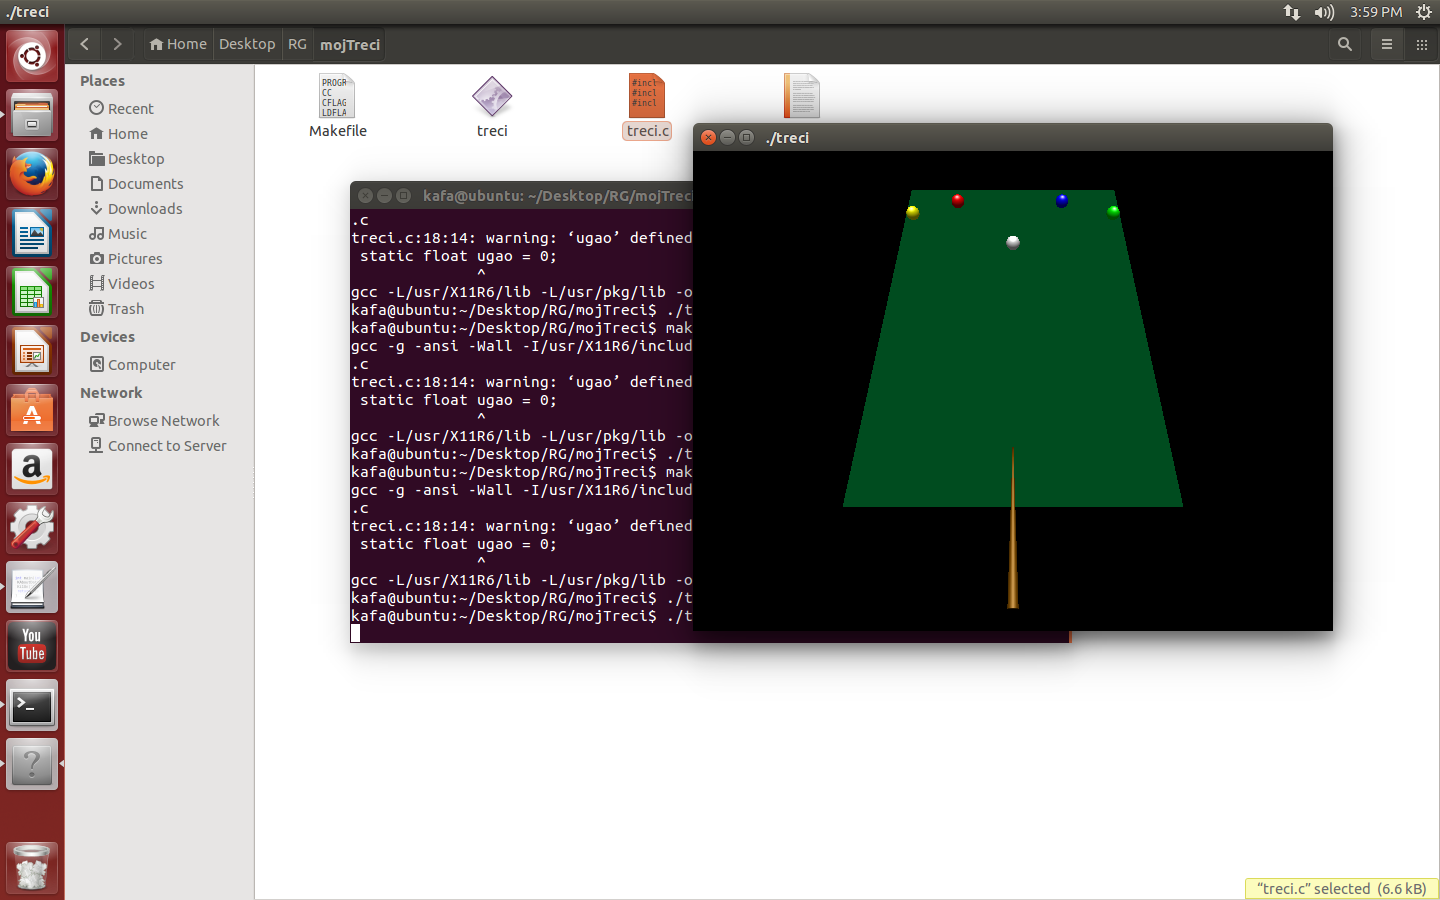 ./treci
3:59 PM
Home
Desktop
RG
mojTreci
Places
Recent
Home
Desktop
Documents
Downloads
Music
Pictures
Videos
Trash
Devices
Computer
Network
Browse Network
Connect to Server
PROGR
CC
CFLAG
LDFLA
Makefile
treci
#incl
#incl
#incl
treci.c
./treci
kafa@ubuntu: ~/Desktop/RG/mojTreci
.c
treci.c:18:14: warning: ‘ugao’ defined
static float ugao = 0;
^
gcc -L/usr/X11R6/lib -L/usr/pkg/lib -o
kafa@ubuntu:~/Desktop/RG/mojTreci$ ./t
kafa@ubuntu:~/Desktop/RG/mojTreci$ mak
gcc -g -ansi -Wall -I/usr/X11R6/includ
.c
treci.c:18:14: warning: ‘ugao’ defined
static float ugao = 0;
^
gcc -L/usr/X11R6/lib -L/usr/pkg/lib -o
kafa@ubuntu:~/Desktop/RG/mojTreci$ ./t
kafa@ubuntu:~/Desktop/RG/mojTreci$ mak
gcc -g -ansi -Wall -I/usr/X11R6/includ
.c
treci.c:18:14: warning: ‘ugao’ defined
static float ugao = 0;
^
gcc -L/usr/X11R6/lib -L/usr/pkg/lib -o
kafa@ubuntu:~/Desktop/RG/mojTreci$ ./t
kafa@ubuntu:~/Desktop/RG/mojTreci$ ./t
You
Tube
“treci.c” selected (6.6 kB)